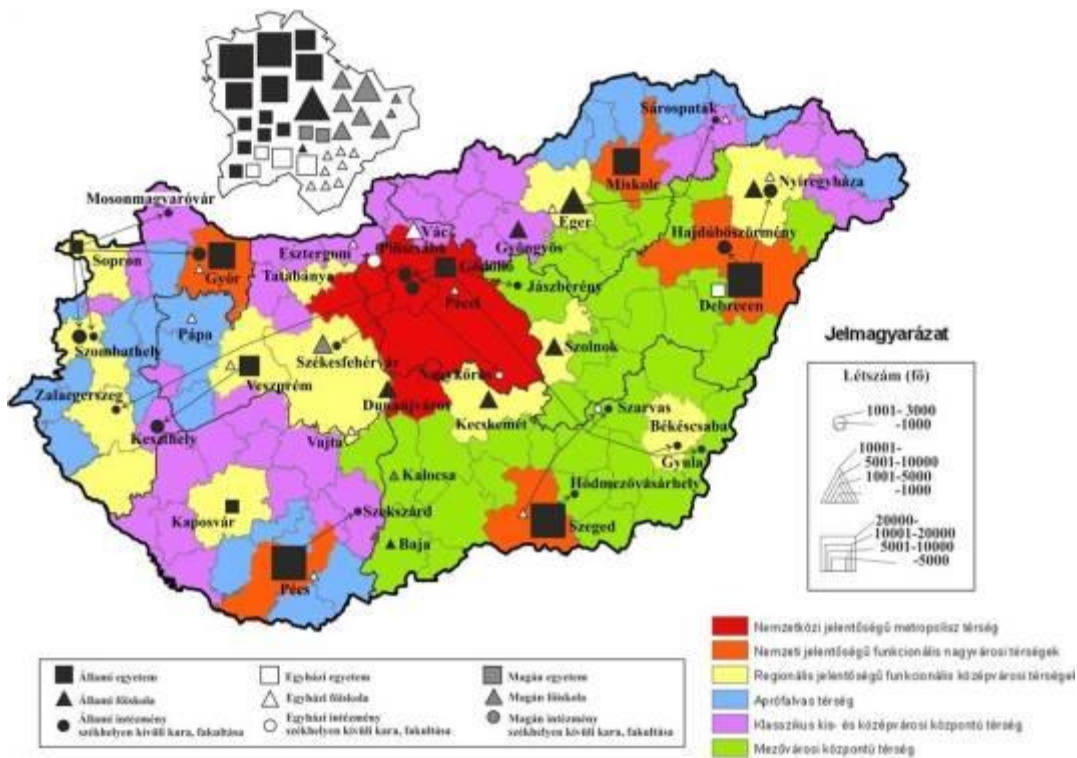 Sárospatak
Miskolc
Nyíregyháza
Mosonmagyaróvár
Eger
Vác
Hajdúböszörmény
Esztergom
Piliscsaba
Gyöngyös
Sopron
Győr
Tatabánya
Gödöllő
Jászberény
Debrecen
Pécel
Pápa
Jelmagyarázat
Szombathely
Székesfehérvár
Szolnok
Létszám (fő)
Veszprém
Nagykőrös
1001- 3000
-1000
Zalaegerszeg
Dunaújváros
Szarvas
Keszthely
Kecskemét
Békéscsaba
Vajta
Gyula
10001-
5001-10000
1001-5000
-1000
Kalocsa
Hódmezővásárhely
Kaposvár
Szekszárd
Szeged
20000-
10001-20000
5001-10000
-5000
Baja
Pécs
Nemzetközi jelentőségű metropolisz térség
Nemzeti jelentőségű funkcionális nagyvárosi térségek
Regionális jelentőségű funkcionális középvárosi térségek
Aprófalvas térség
Klasszikus kis- és középvárosi központú térség
Mezővárosi központú térség
Állami egyetem
Állami főiskola
Állami intézmény
székhelyen kívüli kara, fakultása
Egyházi egyetem
Egyházi főiskola
Egyházi intézmény
székhelyen kívüli kara, fakultása
Magán egyetem
Magán főiskola
Magán intézmény
székhelyen kívüli kara, fakultása